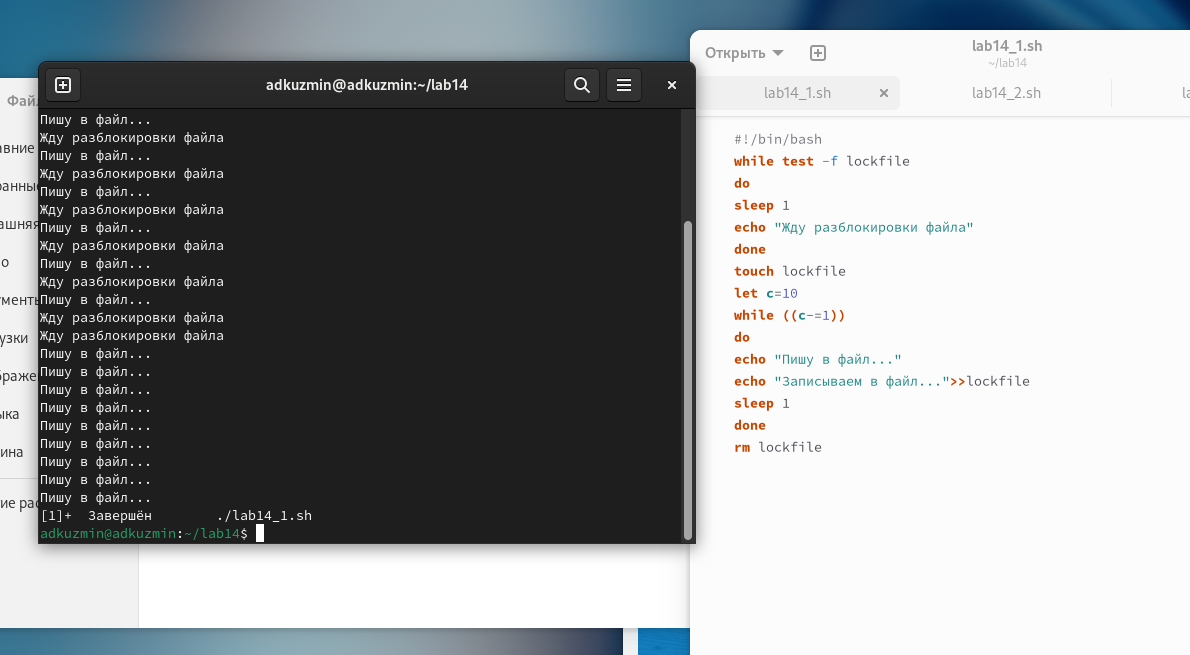 adkuzmin@adkuzmin:~/lab14
Пишу в файл...
Жду разблокировки файла
Пишу в файл...
Жду разблокировки файла
Пишу в файл...
Жду разблокировки файла
Пишу в файл...
Жду разблокировки файла
Пишу в файл...
Жду разблокировки файла
Пишу в файл...
Жду разблокировки файла
Жду разблокировки файла
Пишу в файл...
Пишу в файл...
Пишу в файл...
Пишу в файл...
Пишу в файл...
Пишу в файл...
Пишу в файл...
Пишу в файл...
Пишу в файл...
[1]+  Завершён        ./lab14_1.sh
adkuzmin@adkuzmin:~/lab14$
Открыть
lab14_1.sh
~/lab14
lab14_1.sh
lab14_2.sh
#!/bin/bash
while test -f lockfile
do
sleep 1
echo "Жду разблокировки файла"
done
touch lockfile
let c=10
while ((c-=1))
do
echo "Пишу в файл..."
echo "Записываем в файл...">>lockfile
sleep 1
done
rm lockfile